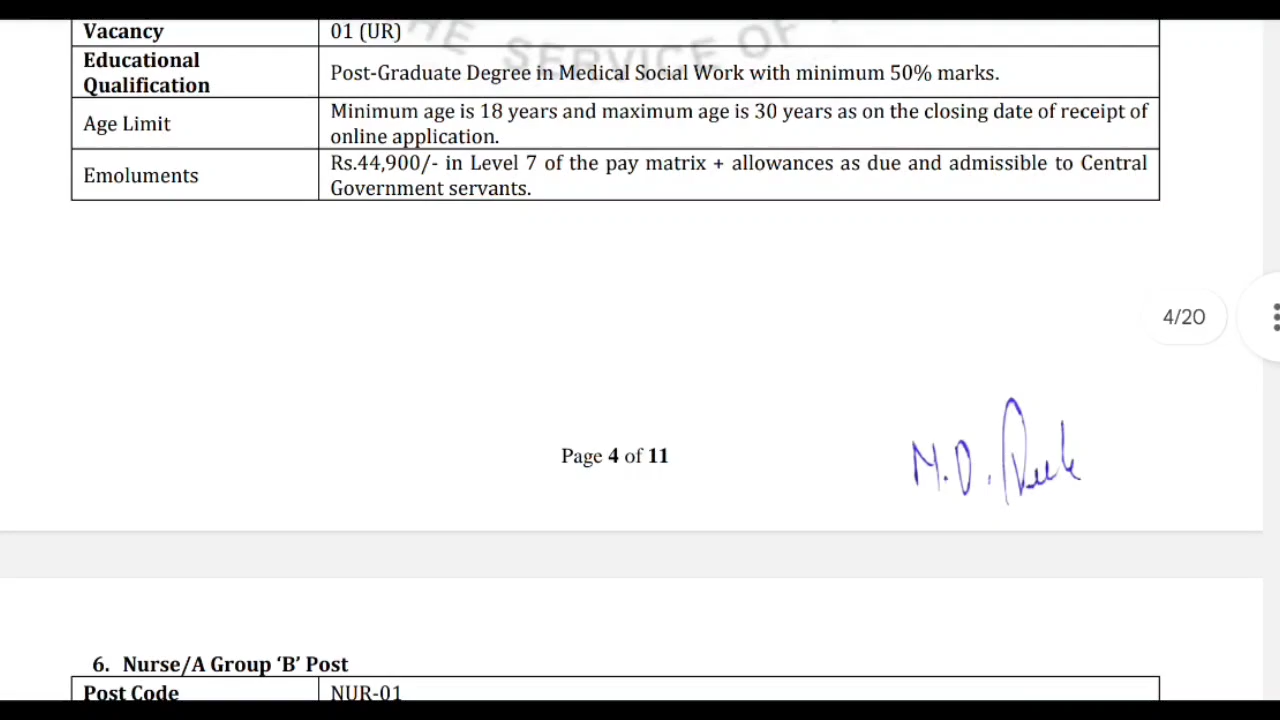 THE SERVICE OF
Vacancy 01 (UR)
Educational Qualification Post-Graduate Degree in Medical Social Work with minimum 50% marks.
Age Limit Minimum age is 18 years and maximum age is 30 years as on the closing date of receipt of
online application.
Emoluments Rs.44,900/- in Level 7 of the pay matrix + allowances as due and admissible to Central
Government servants.
4/20
Page 4 of 11
M.D.
6. Nurse/A Group ‘B’ Post
Post Code NUR-01